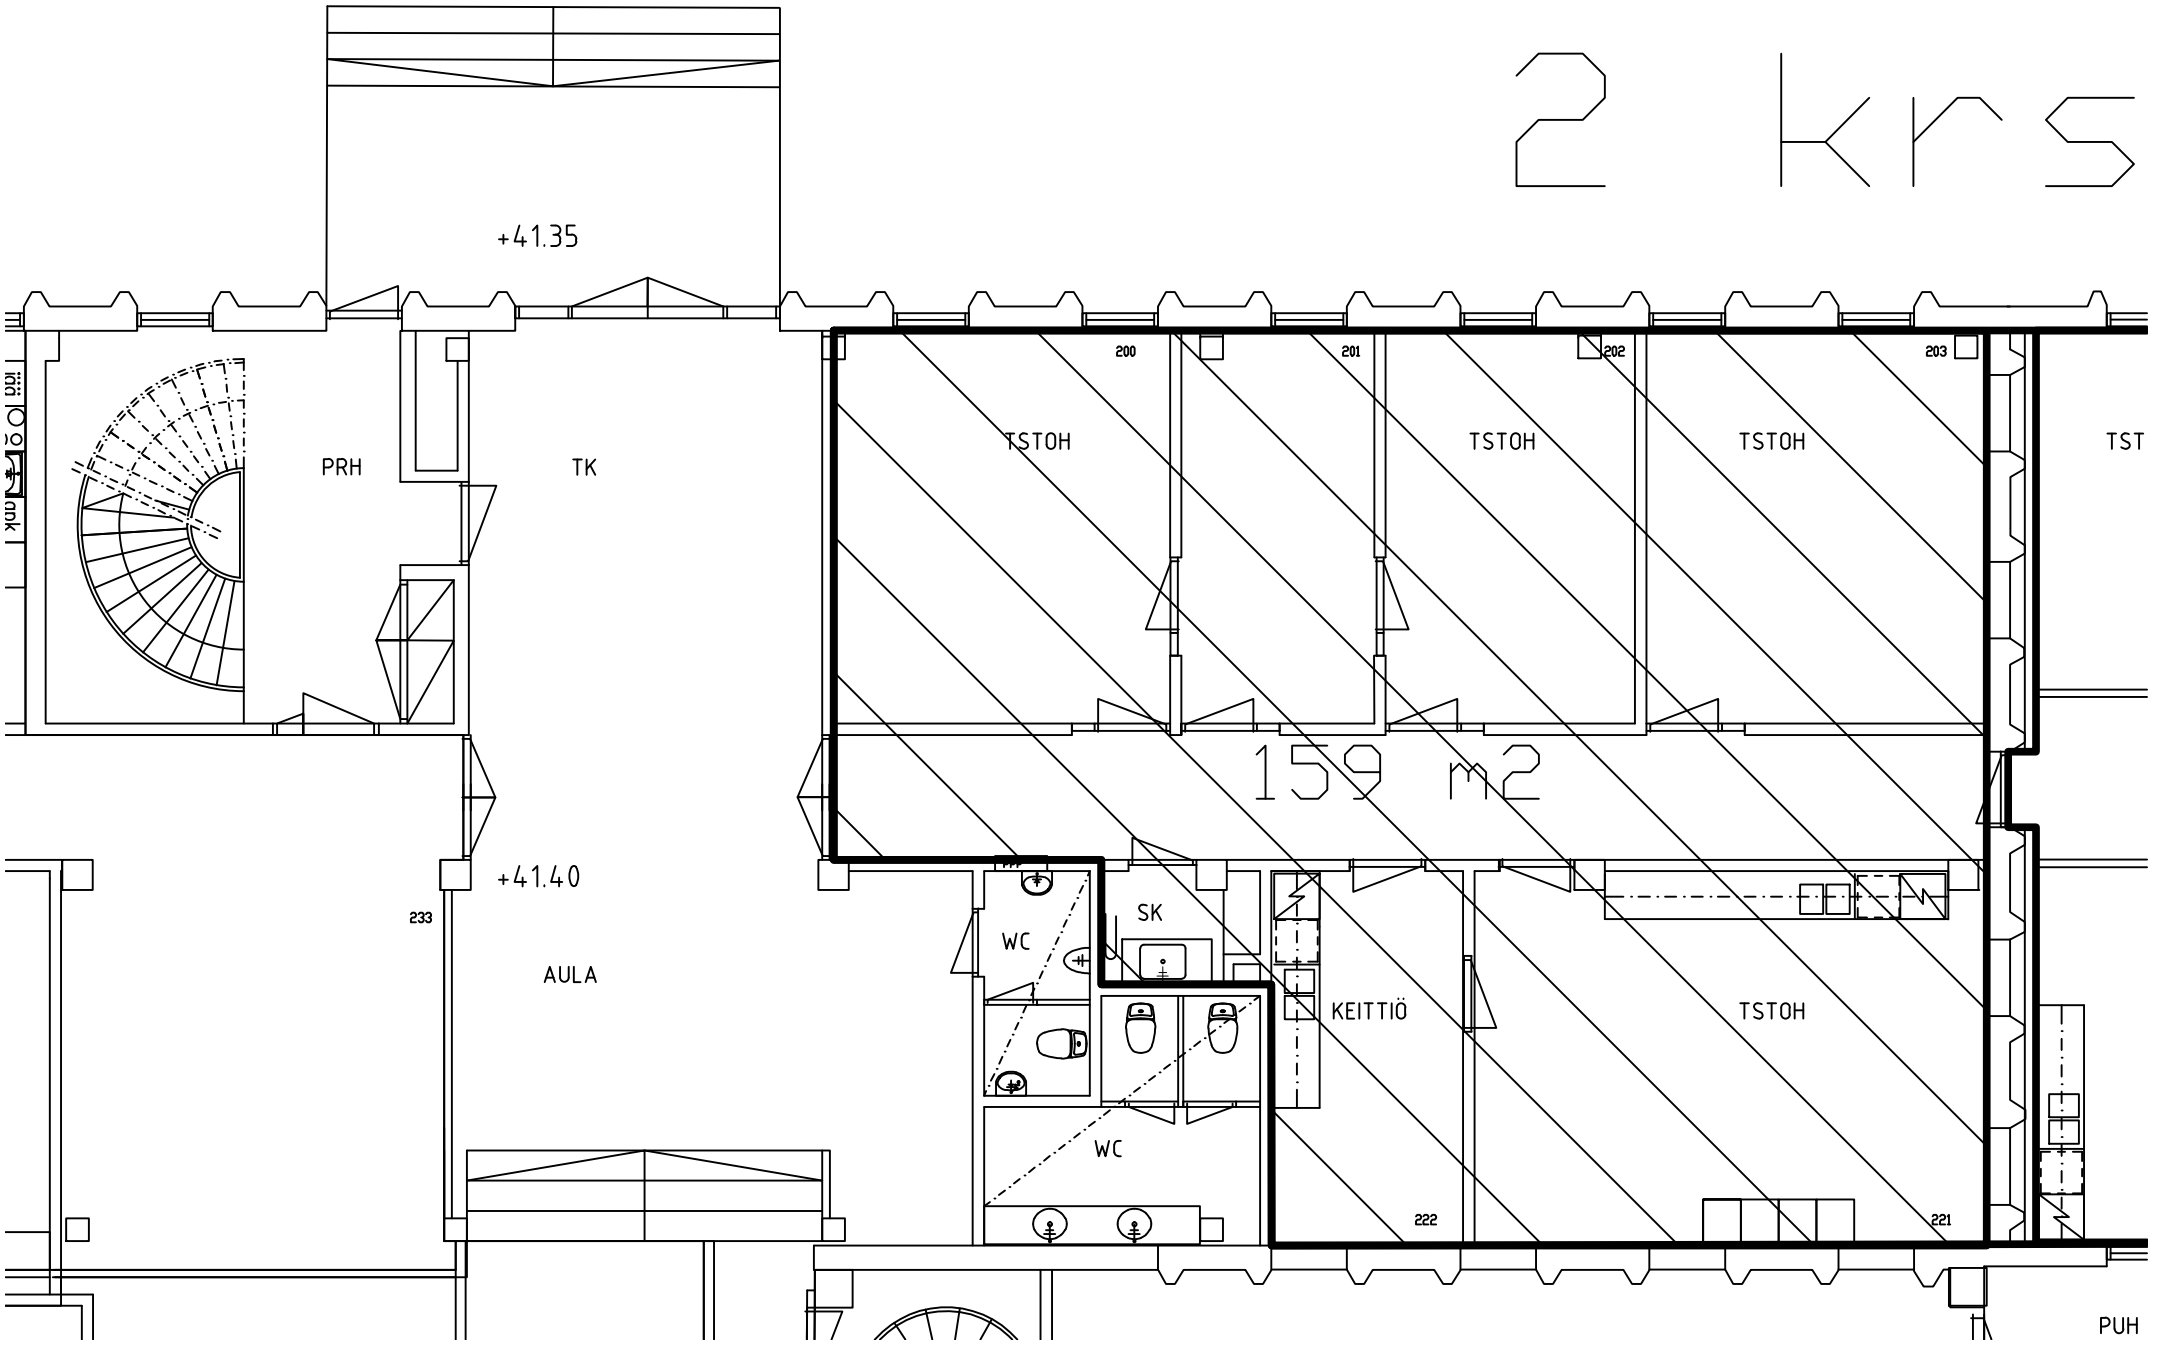 2 krs
+41.35
200
201
202
203
TSTOH
TSTOH
TSTOH
TST
PRH
TK
159 m2
+41.40
233
SK
WC
AULA
KEITTIÖ
TSTOH
WC
222
221
PUH